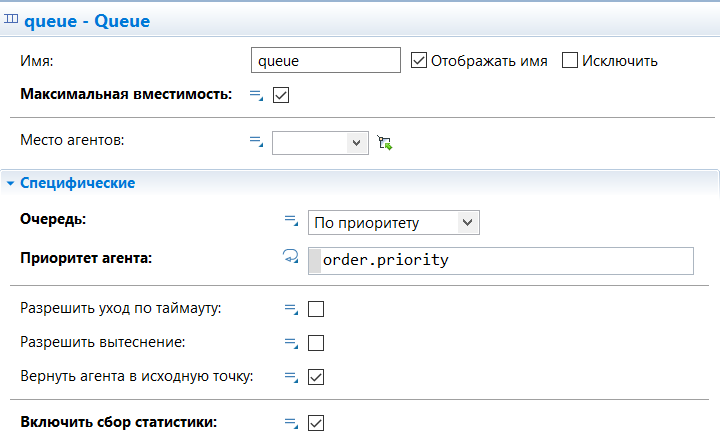 queue - Queue
Имя: queue Отображать имя Исключить
Максимальная вместимость:
Место агентов:
Специфические
Очередь: По приоритету
Приоритет агента: order.priority
Разрешить уход по таймауту:
Разрешить вытеснение:
Вернуть агента в исходную точку:
Включить сбор статистики: